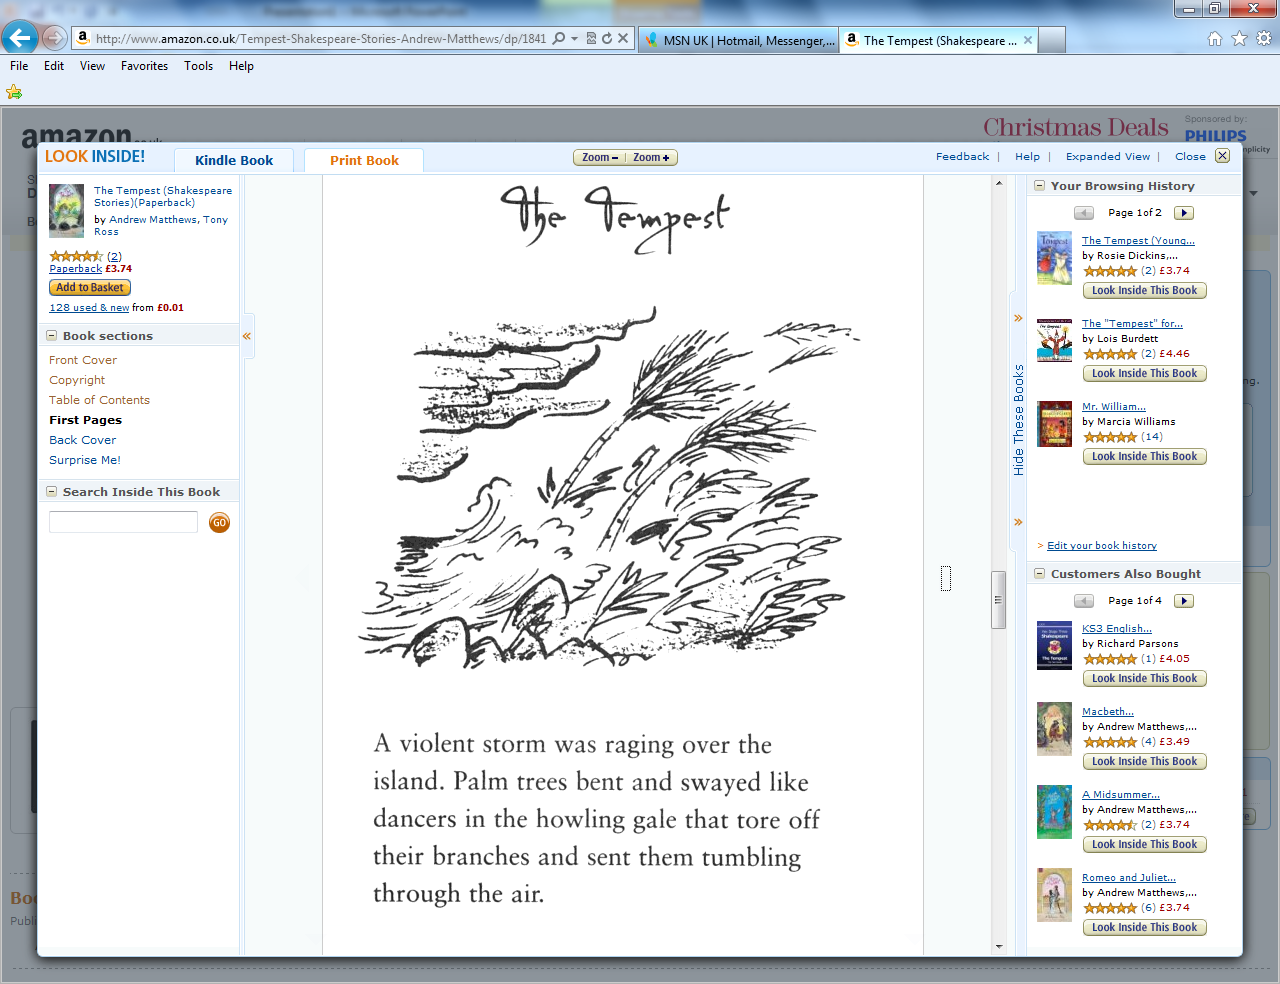 http://www.amazon.co.uk/Tempest-Shakespeare-Stories-Andrew-Matthews/dp/1841
MSN UK | Hotmail, Messenger,...
The Tempest (Shakespeare ...
File Edit View Favorites Tools Help
amazon
Christmas Deals
Sponsored by:
PHILIPS
LOOK INSIDE!
Kindle Book
Print Book
Zoom – Zoom +
Feedback | Help | Expanded View | Close
The Tempest (Shakespeare
Stories)(Paperback)
by Andrew Matthews, Tony
Ross
(2)
Paperback £3.74
Add to Basket
128 used & new from £0.01
Book sections
Front Cover
Copyright
Table of Contents
First Pages
Back Cover
Surprise Me!
Search Inside This Book
GO
The Tempest
A violent storm was raging over the
island. Palm trees bent and swayed like
dancers in the howling gale that tore off
their branches and sent them tumbling
through the air.
Hide These Books
Your Browsing History
Page 1 of 2
The Tempest (Young...
by Rosie Dickins,...
(2) £3.74
Look Inside This Book
The "Tempest" for...
by Lois Burdett
(2) £4.46
Look Inside This Book
Mr. William...
by Marcia Williams
(14)
Look Inside This Book
> Edit your book history
Customers Also Bought
Page 1 of 4
KS3 English...
by Richard Parsons
(1) £4.05
Look Inside This Book
Macbeth...
by Andrew Matthews,...
(4) £3.49
Look Inside This Book
A Midsummer...
by Andrew Matthews,...
(2) £3.74
Look Inside This Book
Romeo and Juliet...
by Andrew Matthews,...
(6) £3.74
Look Inside This Book